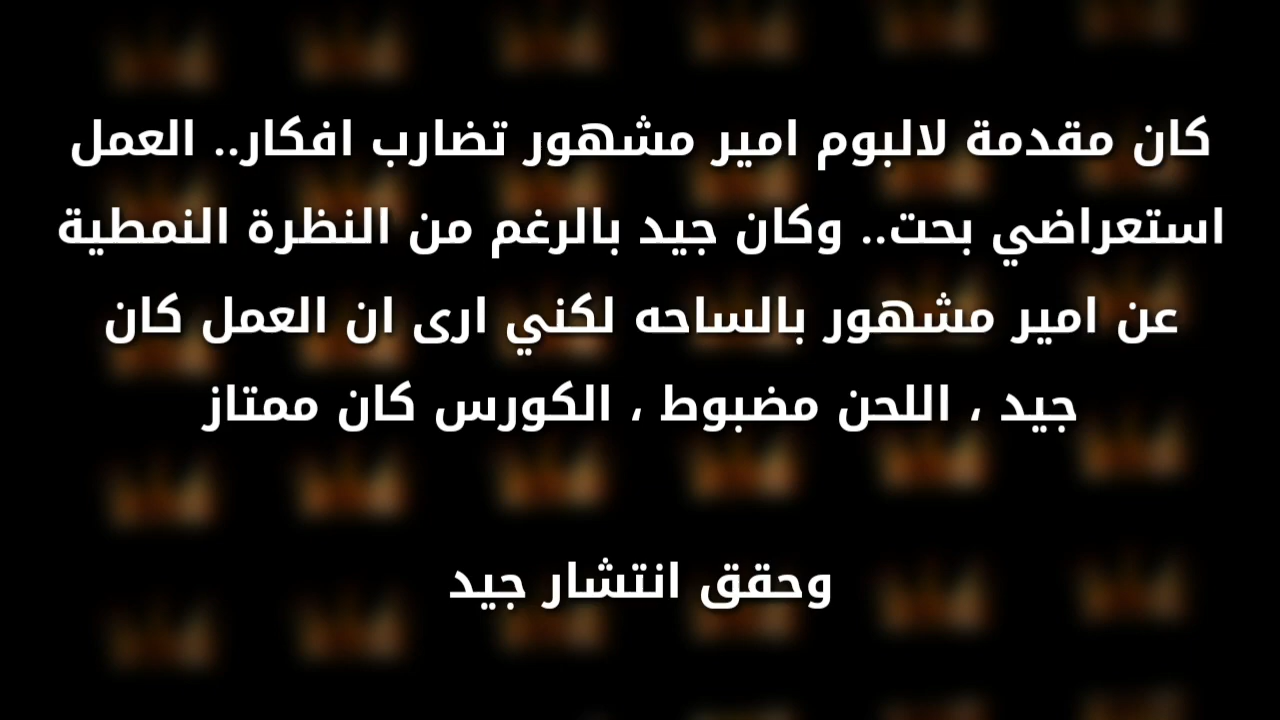 كان مقدمة لالبوم امير مشهور تضارب افكار.. العمل
استعراضي بحت.. وكان جيد بالرغم من النظرة النمطية
عن امير مشهور بالساحه لكني ارى ان العمل كان
جيد ، اللحن مضبوط ، الكورس كان ممتاز
وحقق انتشار جيد